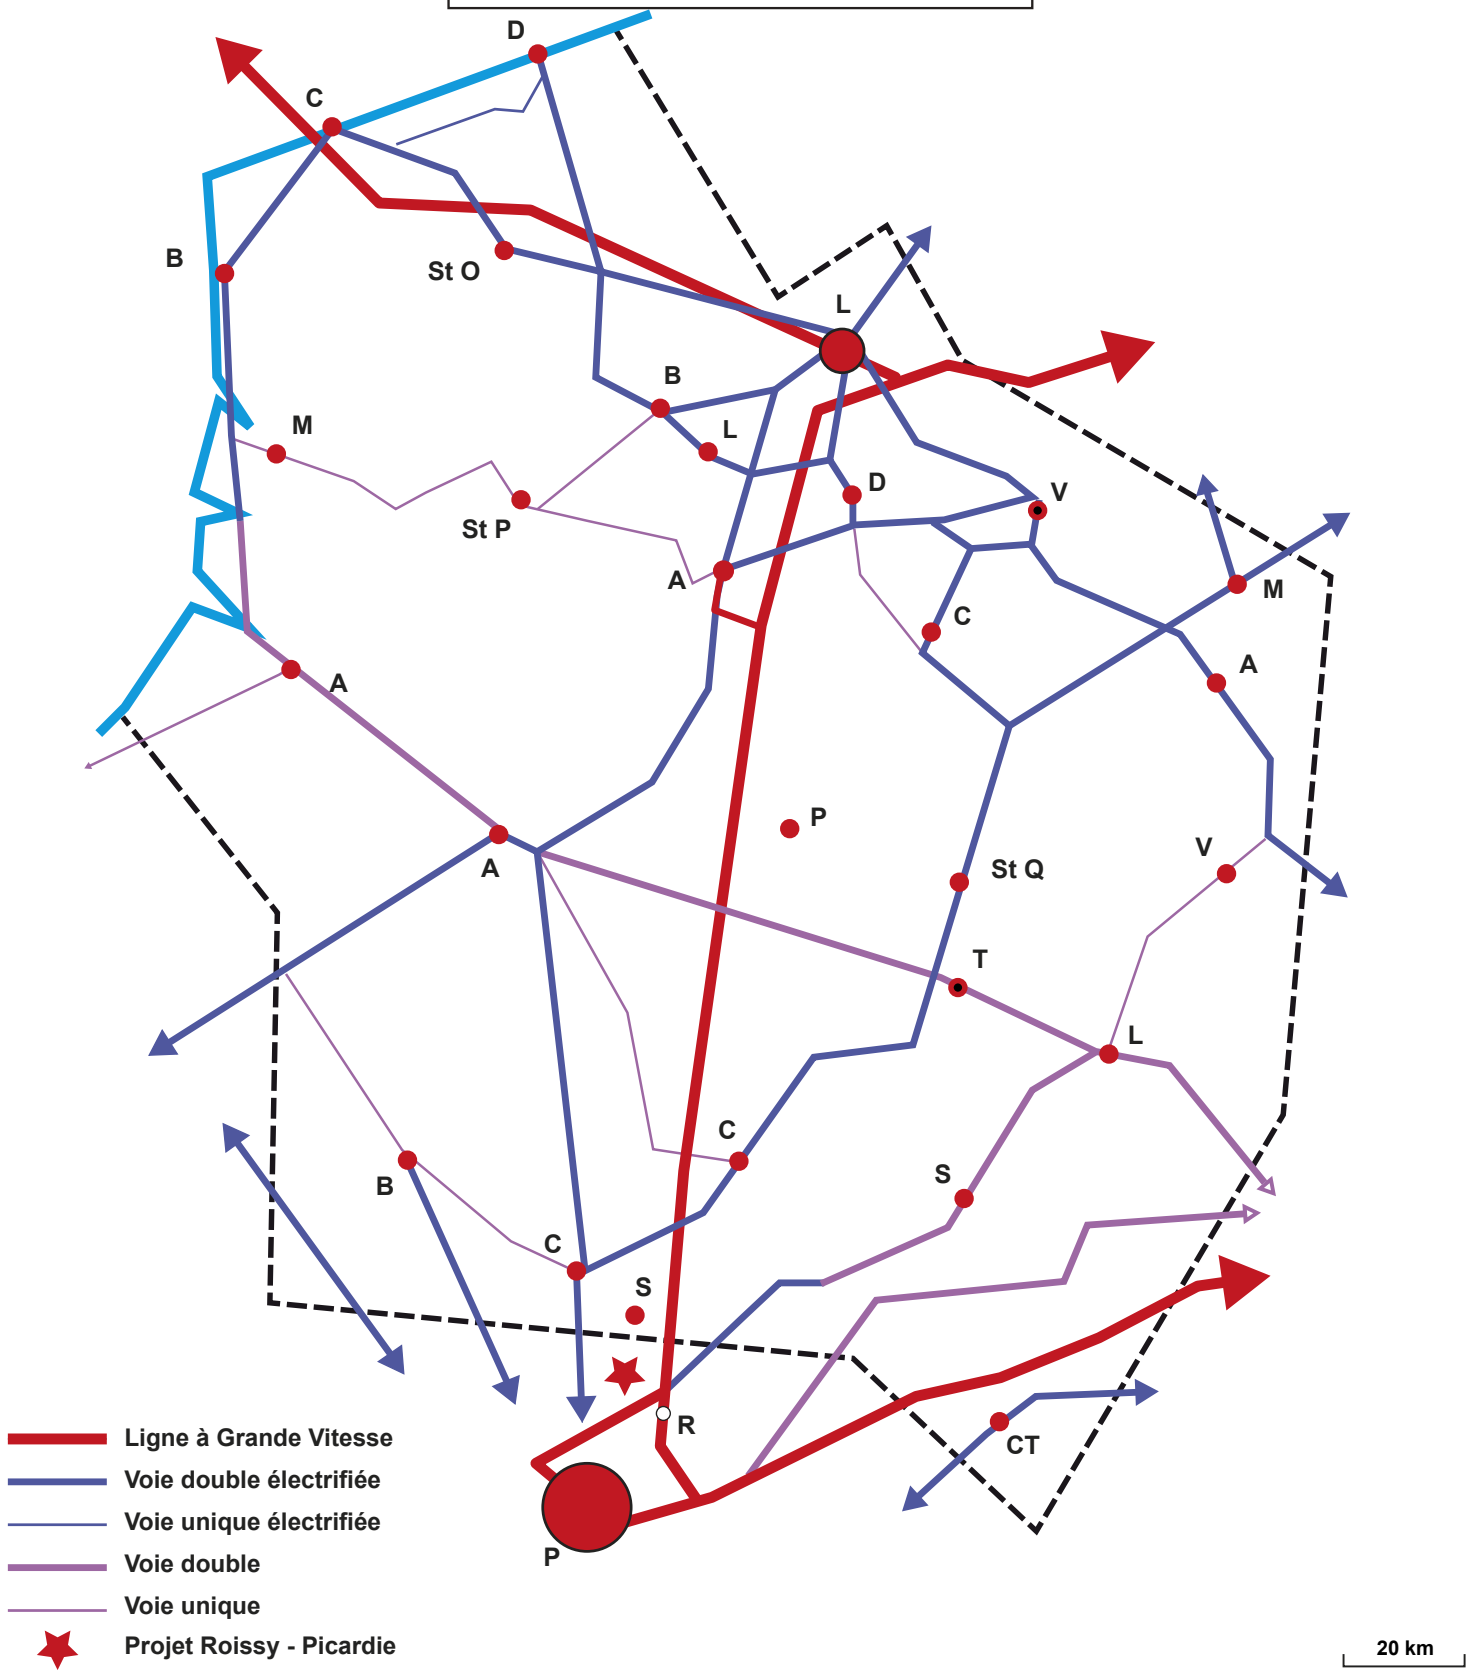 D
C
B
St O
L
B
M
L
D
V
St P
A
M
C
A
A
P
A
V
St Q
T
L
C
S
B
C
S
R
CT
P
Ligne à Grande Vitesse
Voie double électrifiée
Voie unique électrifiée
Voie double
Voie unique
Projet Roissy - Picardie
20 km